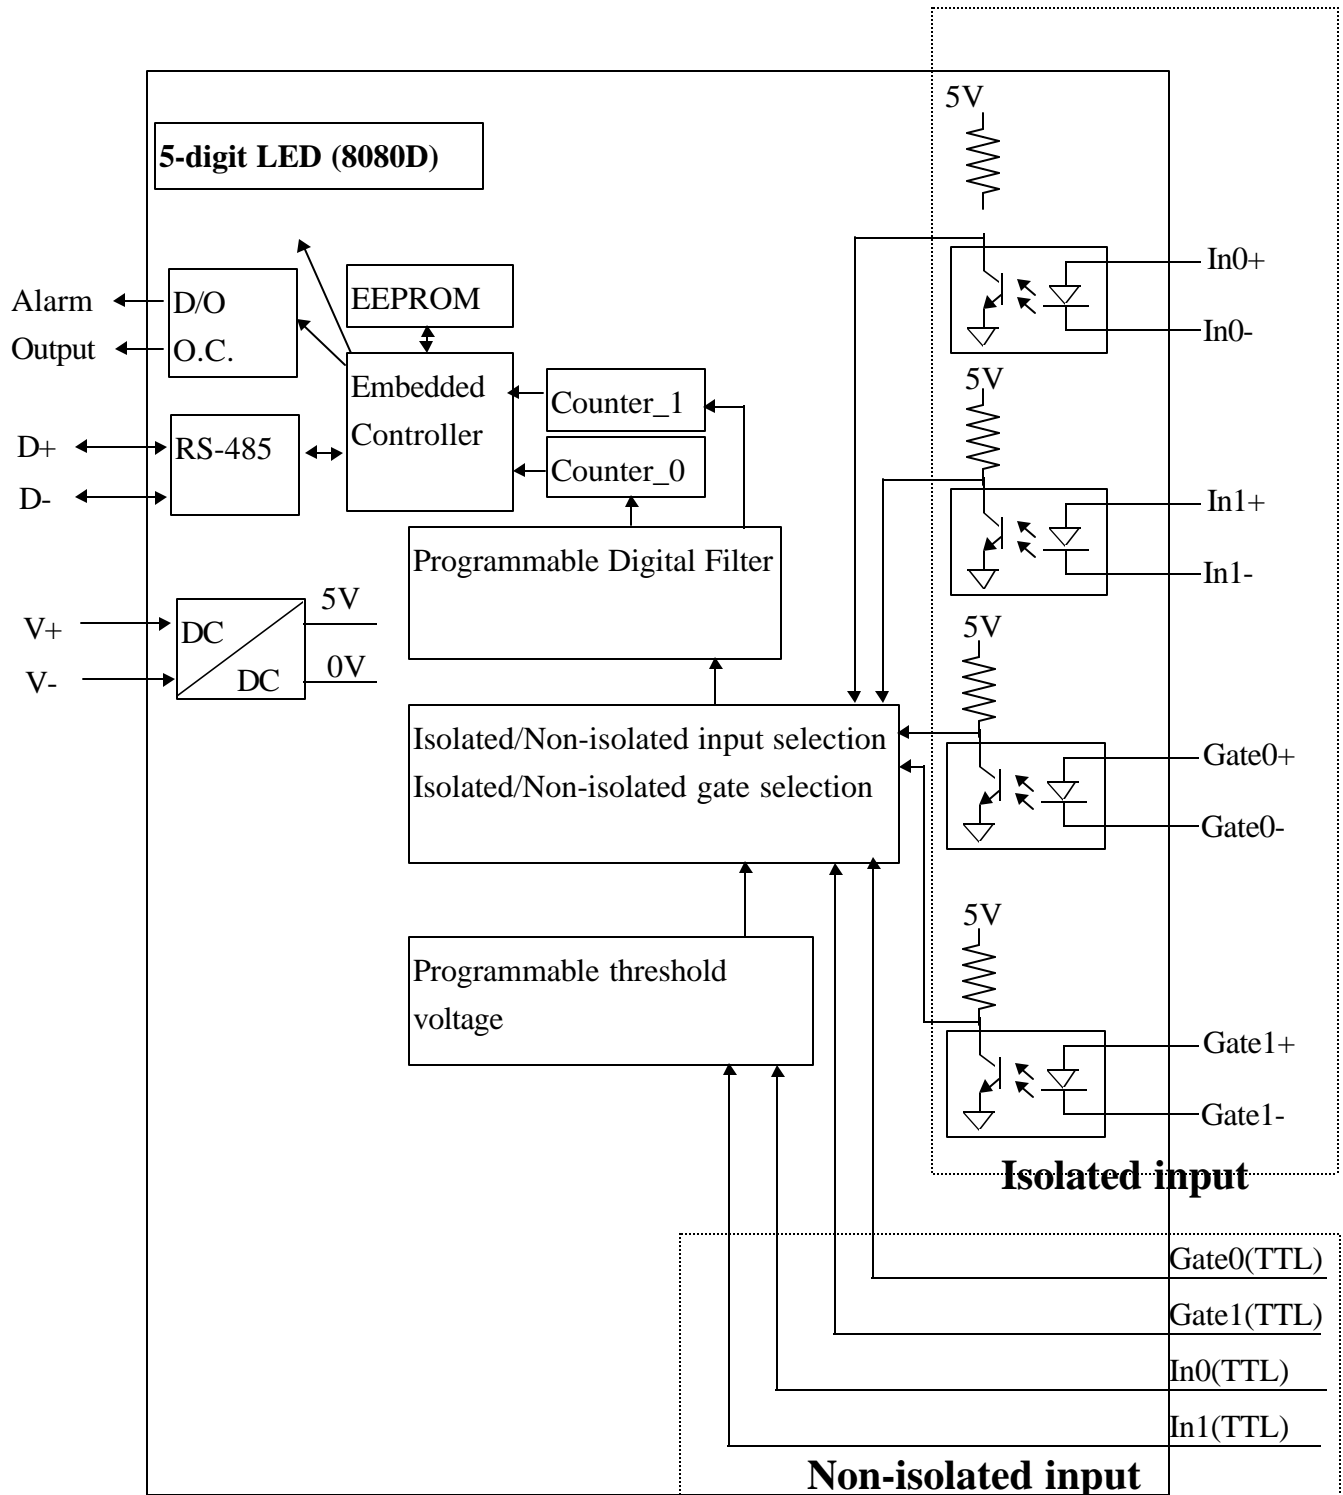 5V
5-digit LED (8080D)
In0+
In0-
Alarm
Output
D/O
O.C.
EEPROM
Embedded
Controller
Counter_1
Counter_0
5V
D+
D-
RS-485
In1+
In1-
Programmable Digital Filter
V+
V-
DC
DC
5V
0V
5V
Isolated/Non-isolated input selection
Isolated/Non-isolated gate selection
Gate0+
Gate0-
5V
Programmable threshold
voltage
Gate1+
Gate1-
Isolated input
Gate0(TTL)
Gate1(TTL)
In0(TTL)
In1(TTL)
Non-isolated input